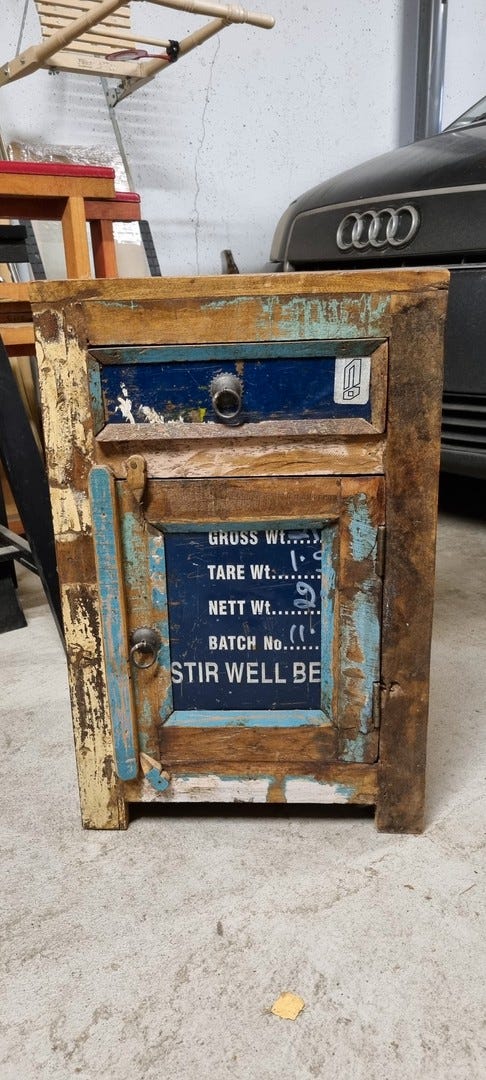 GROSS Wt......
TARE Wt........
NETT Wt........
BATCH No......
STIR WELL BE